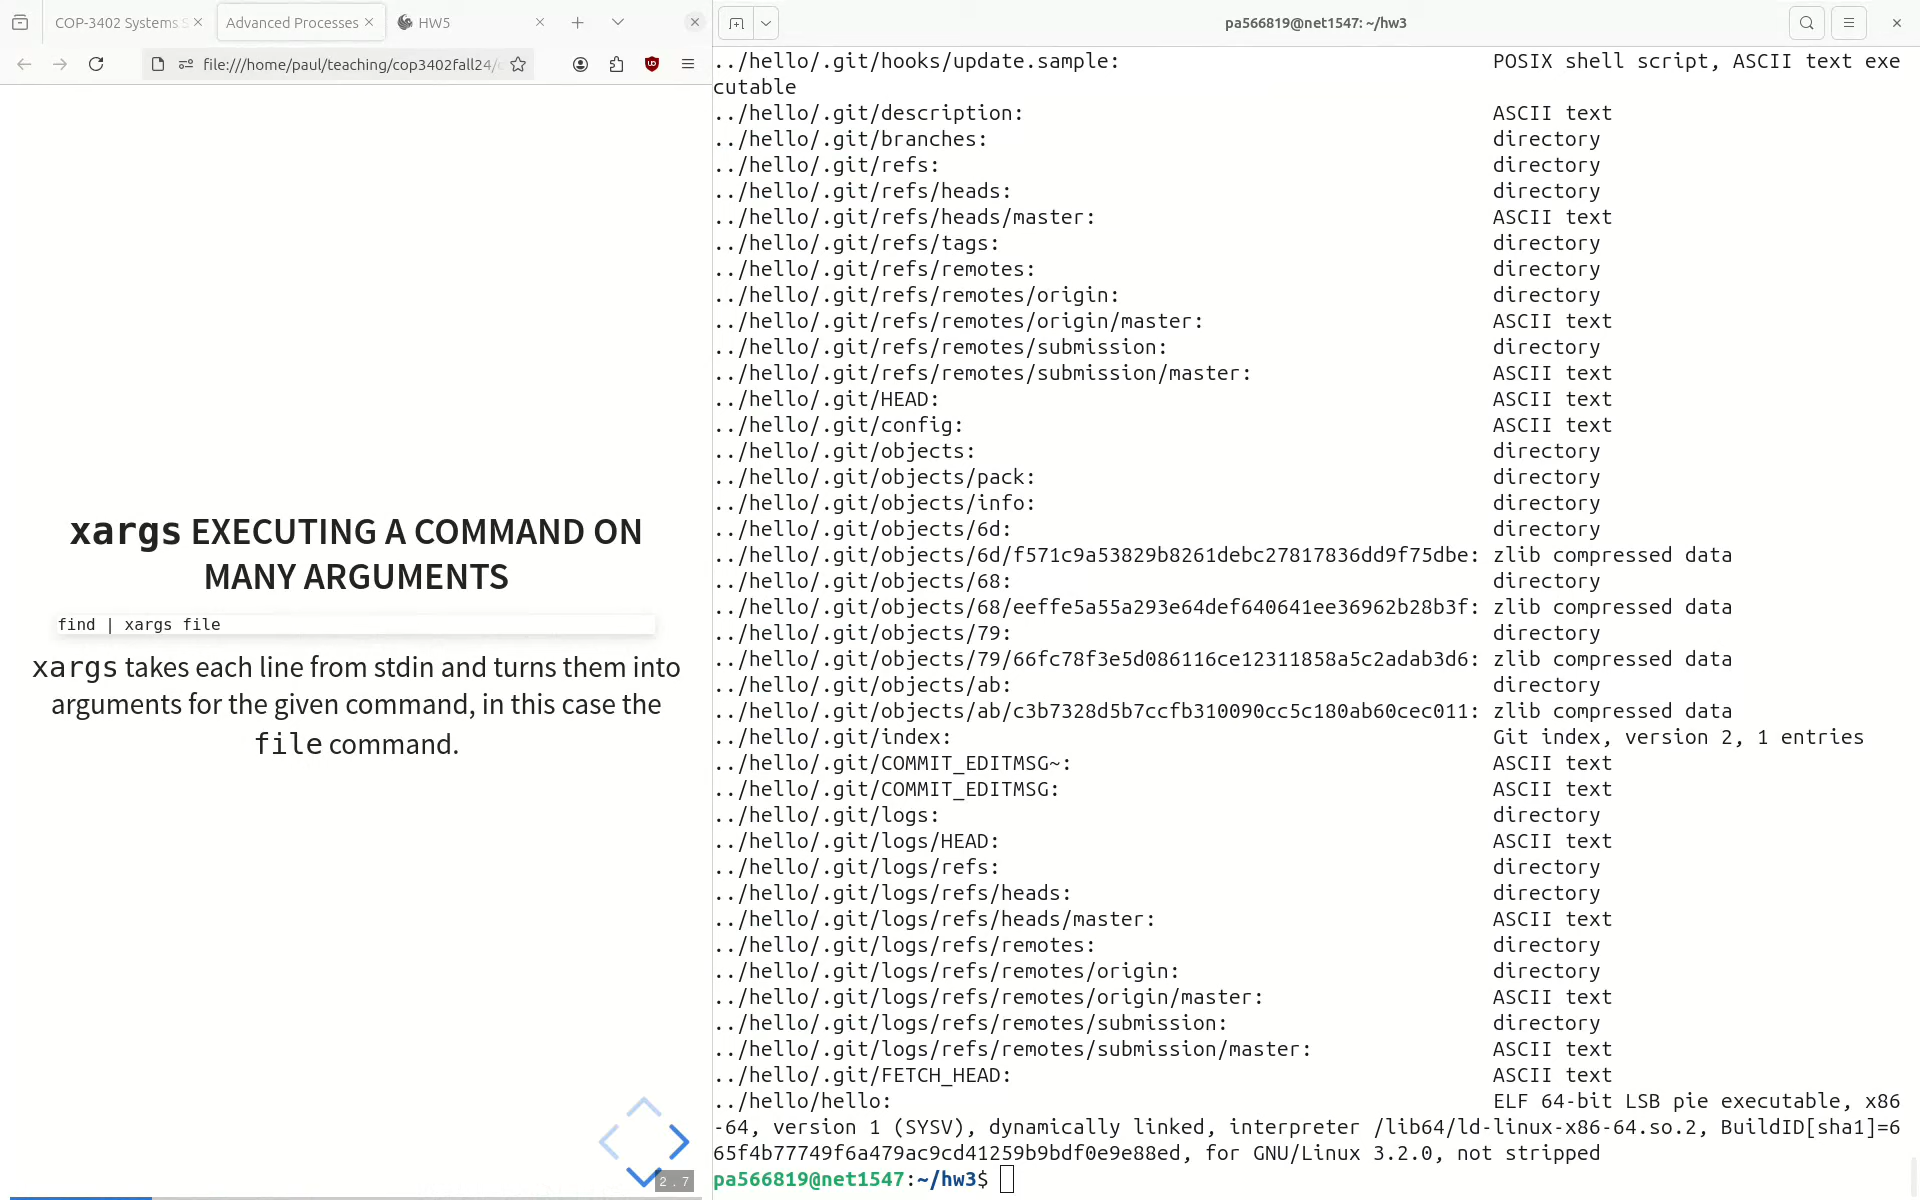 COP-3402 Systems S
Advanced Processes
HW5
file:///home/paul/teaching/cop3402fall24/
xargs EXECUTING A COMMAND ON
MANY ARGUMENTS
find | xargs file
xargs takes each line from stdin and turns them into
arguments for the given command, in this case the
file command.
2.7
pa566819@net1547: ~/hw3
../hello/.git/hooks/update.sample: POSIX shell script, ASCII text exe
cutable
../hello/.git/description: ASCII text
../hello/.git/branches: directory
../hello/.git/refs: directory
../hello/.git/refs/heads: directory
../hello/.git/refs/heads/master: ASCII text
../hello/.git/refs/tags: directory
../hello/.git/refs/remotes: directory
../hello/.git/refs/remotes/origin: directory
../hello/.git/refs/remotes/origin/master: ASCII text
../hello/.git/refs/remotes/submission: directory
../hello/.git/refs/remotes/submission/master: ASCII text
../hello/.git/HEAD: ASCII text
../hello/.git/config: ASCII text
../hello/.git/objects: directory
../hello/.git/objects/pack: directory
../hello/.git/objects/info: directory
../hello/.git/objects/6d: directory
../hello/.git/objects/6d/f571c9a53829b8261debc27817836dd9f75dbe: zlib compressed data
../hello/.git/objects/68: directory
../hello/.git/objects/68/eeffe5a55a293e64def640641ee36962b28b3f: zlib compressed data
../hello/.git/objects/79: directory
../hello/.git/objects/79/66fc78f3e5d086116ce12311858a5c2adab3d6: zlib compressed data
../hello/.git/objects/ab: directory
../hello/.git/objects/ab/c3b7328d5b7ccfb310090cc5c180ab60cec011: zlib compressed data
../hello/.git/index: Git index, version 2, 1 entries
../hello/.git/COMMIT_EDITMSG~: ASCII text
../hello/.git/COMMIT_EDITMSG: ASCII text
../hello/.git/logs: directory
../hello/.git/logs/HEAD: ASCII text
../hello/.git/logs/refs: directory
../hello/.git/logs/refs/heads: directory
../hello/.git/logs/refs/heads/master: ASCII text
../hello/.git/logs/refs/remotes: directory
../hello/.git/logs/refs/remotes/origin: directory
../hello/.git/logs/refs/remotes/origin/master: ASCII text
../hello/.git/logs/refs/remotes/submission: directory
../hello/.git/logs/refs/remotes/submission/master: ASCII text
../hello/.git/FETCH_HEAD: ASCII text
../hello/hello: ELF 64-bit LSB pie executable, x86
-64, version 1 (SYSV), dynamically linked, interpreter /lib64/ld-linux-x86-64.so.2, BuildID[sha1]=6
65f4b77749f6a479ac9cd41259b9bdf0e9e88ed, for GNU/Linux 3.2.0, not stripped
pa566819@net1547:~/hw3$